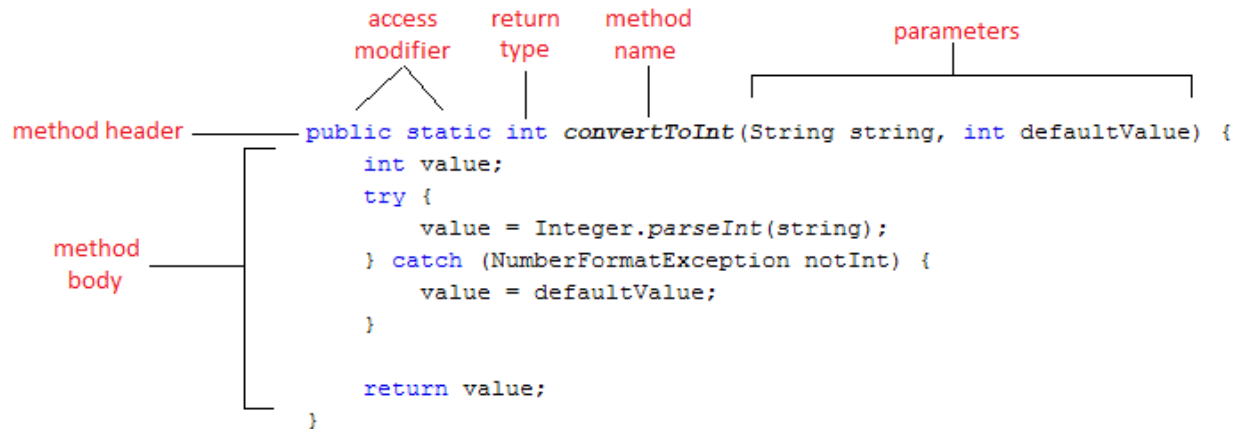 access modifier
return type
method name
parameters
method header
public static int convertToInt(String string, int defaultValue) {
int value;
try {
value = Integer.parseInt(string);
} catch (NumberFormatException notInt) {
value = defaultValue;
}
method body
return value;
}